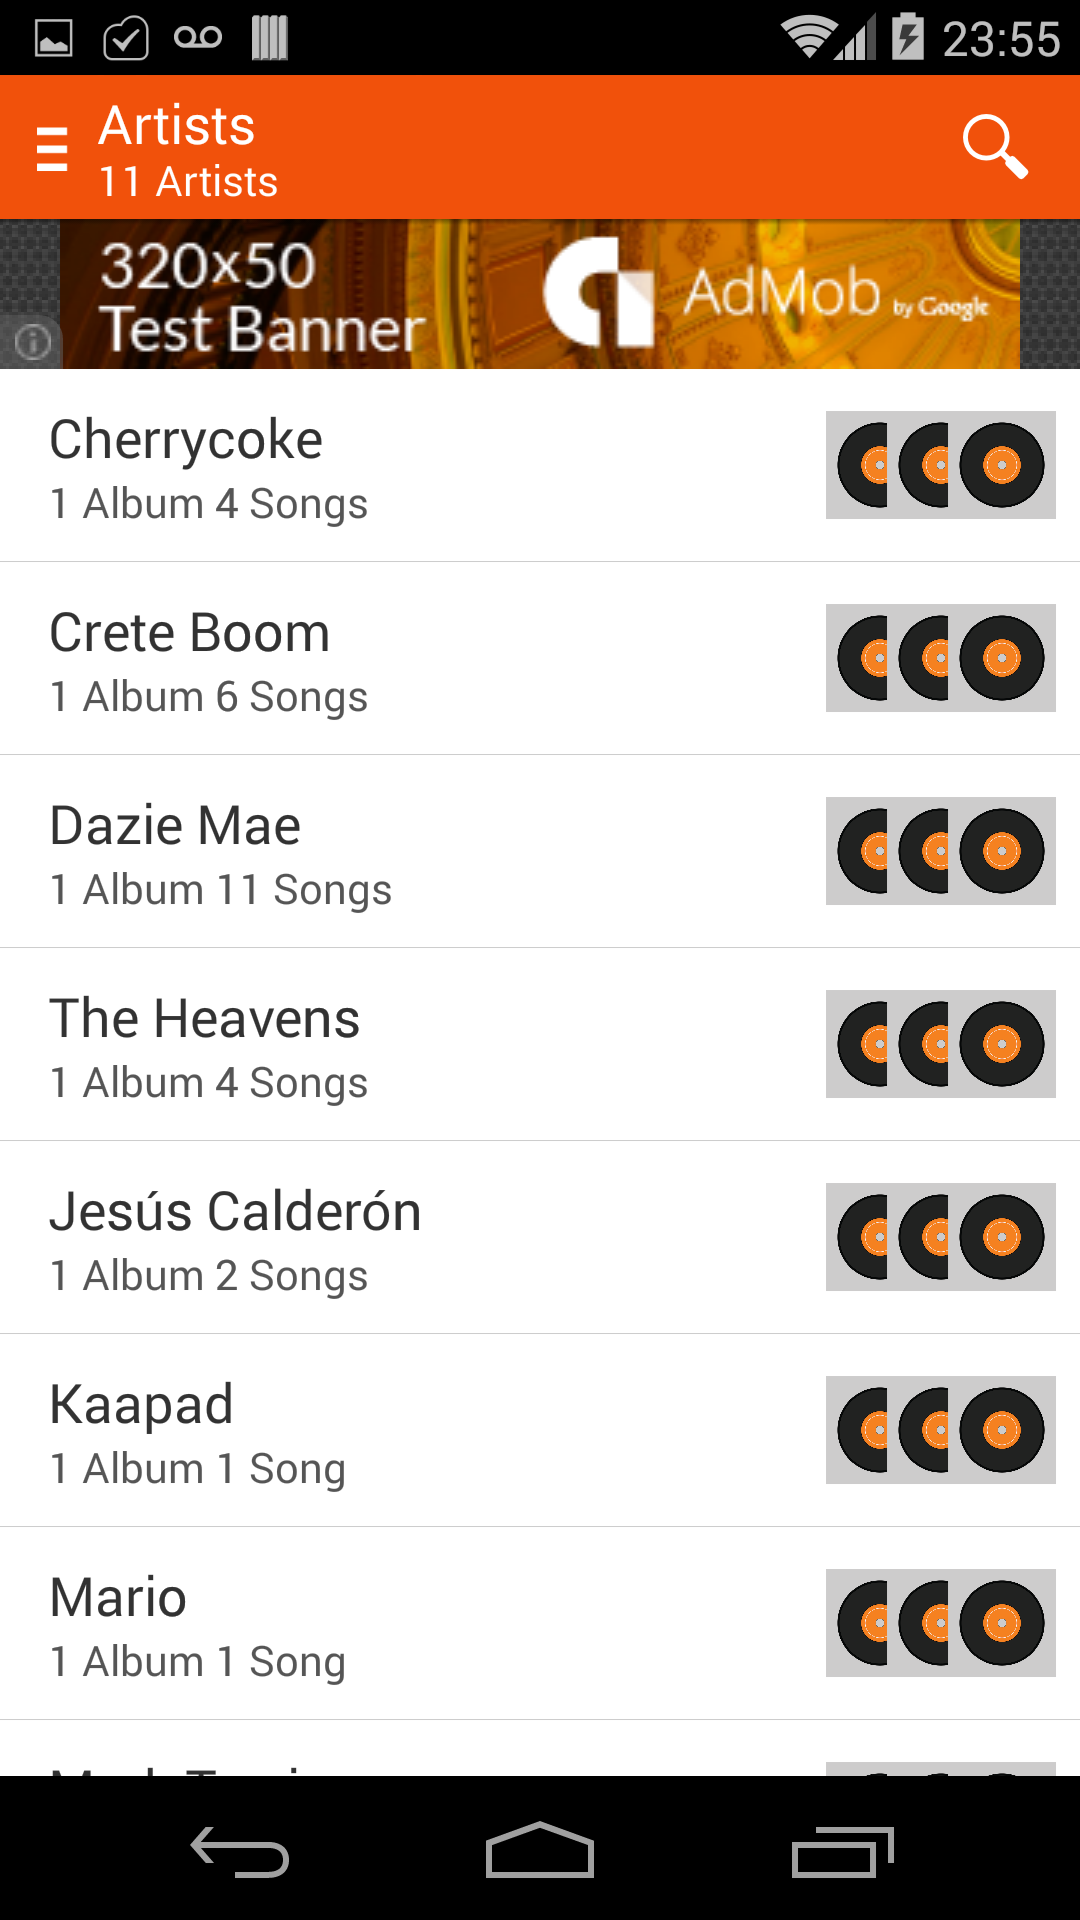 23:55
Artists
11 Artists
320x50
Test Banner
AdMob by Google
Cherrycoke
1 Album 4 Songs
Crete Boom
1 Album 6 Songs
Dazie Mae
1 Album 11 Songs
The Heavens
1 Album 4 Songs
Jesús Calderón
1 Album 2 Songs
Kaapad
1 Album 1 Song
Mario
1 Album 1 Song